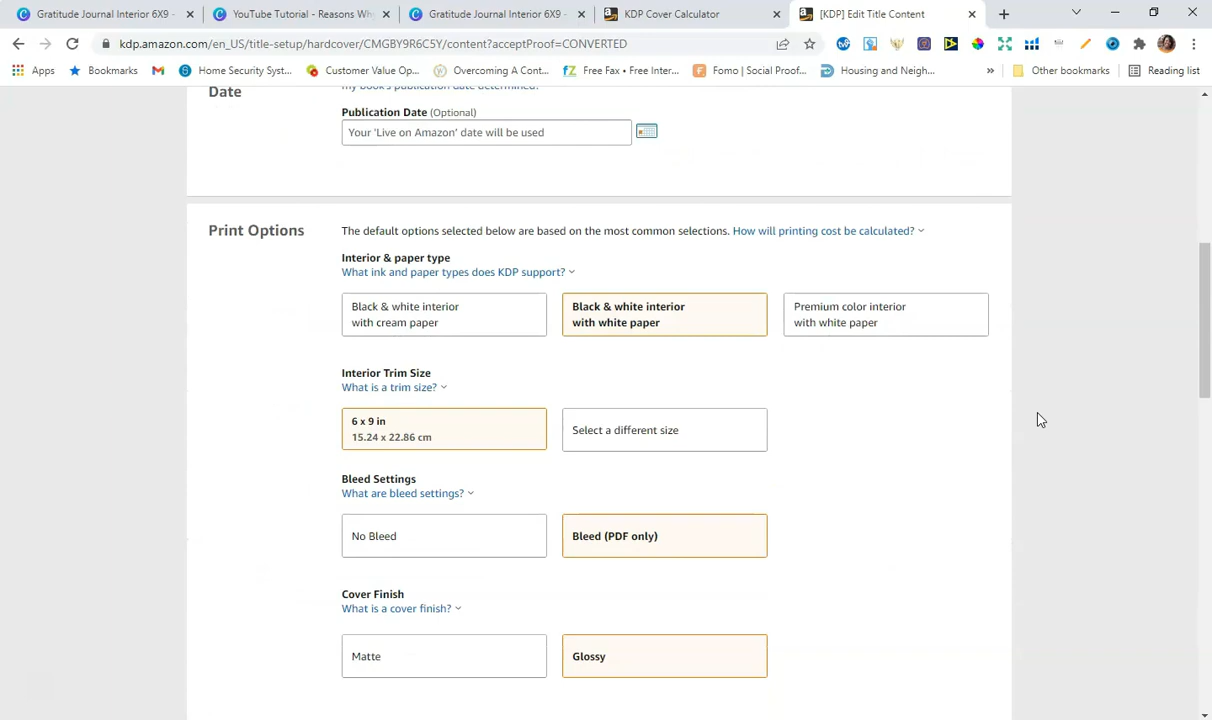 Gratitude Journal Interior 6X9 -
YouTube Tutorial - Reasons Wh
Gratitude Journal Interior 6X9 -
KDP Cover Calculator
[KDP] Edit Title Content
kdp.amazon.com/en_US/title-setup/hardcover/CMGBY9J6C5Y/content?acceptProof=CONVERTED
Apps
Bookmarks
Home Security Syst...
Customer Value Op...
Overcoming A Cont...
Free Fax • Free Inter...
Fomo | Social Proof...
Housing and Neigh...
»
Other bookmarks
Reading list
Date
my book's publication date determined?
Publication Date (Optional)
Your 'Live on Amazon' date will be used
Print Options
The default options selected below are based on the most common selections. How will printing cost be calculated?
Interior & paper type
What ink and paper types does KDP support?
Black & white interior
with cream paper
Black & white interior
with white paper
Premium color interior
with white paper
Interior Trim Size
What is a trim size?
6 x 9 in
15.24 x 22.86 cm
Select a different size
Bleed Settings
What are bleed settings?
No Bleed
Bleed (PDF only)
Cover Finish
What is a cover finish?
Matte
Glossy